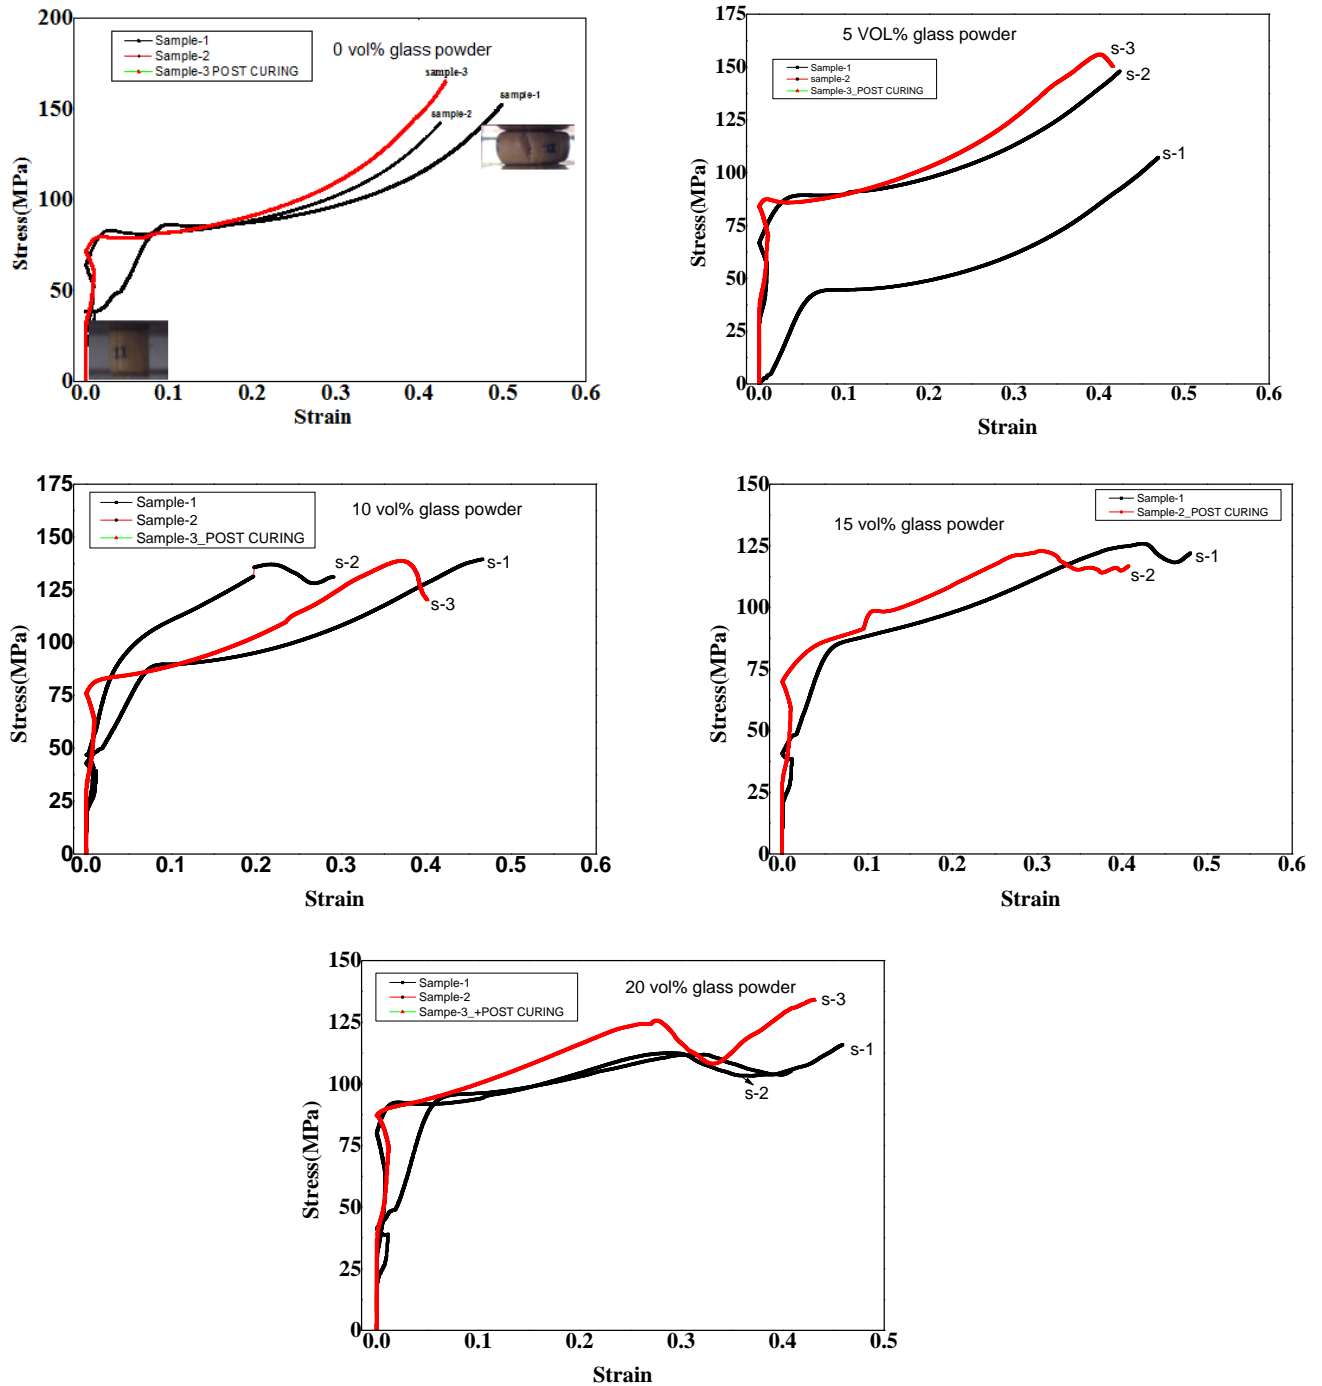 200
150
100
50
0
Stress(MPa)
Sample-1
Sample-2
Sample-3 POST CURING
0 vol% glass powder
sample-3
sample-1
sample-2
11
0.0 0.1 0.2 0.3 0.4 0.5 0.6
Strain
175
150
125
100
75
50
25
0
Stress(MPa)
5 VOL% glass powder
Sample-1
sample-2
Sample-3_POST CURING
s-3
s-2
s-1
0.0 0.1 0.2 0.3 0.4 0.5 0.6
Strain
175
150
125
100
75
50
25
0
Stress(MPa)
Sample-1
Sample-2
Sample-3_POST CURING
10 vol% glass powder
s-2
s-1
s-3
0.0 0.1 0.2 0.3 0.4 0.5 0.6
Strain
150
125
100
75
50
25
0
Stress(MPa)
Sample-1
Sample-2_POST CURING
15 vol% glass powder
s-1
s-2
0.0 0.1 0.2 0.3 0.4 0.5 0.6
Strain
150
125
100
75
50
25
0
Stress(MPa)
Sample-1
Sample-2
Sampe-3_+POST CURING
20 vol% glass powder
s-3
s-1
s-2
0.0 0.1 0.2 0.3 0.4 0.5
Strain